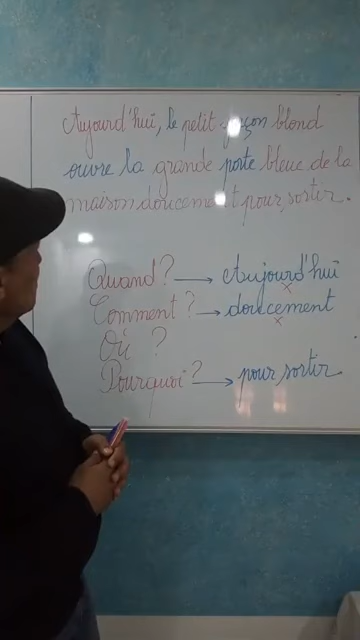 Aujourd'hui, le petit garçon blond
ouvre la grande porte bleue de la
maison doucement pour sortir.
Quand ? → Aujourd'hui
Comment ? → doucement
Où ?
Pourquoi ? → pour sortir